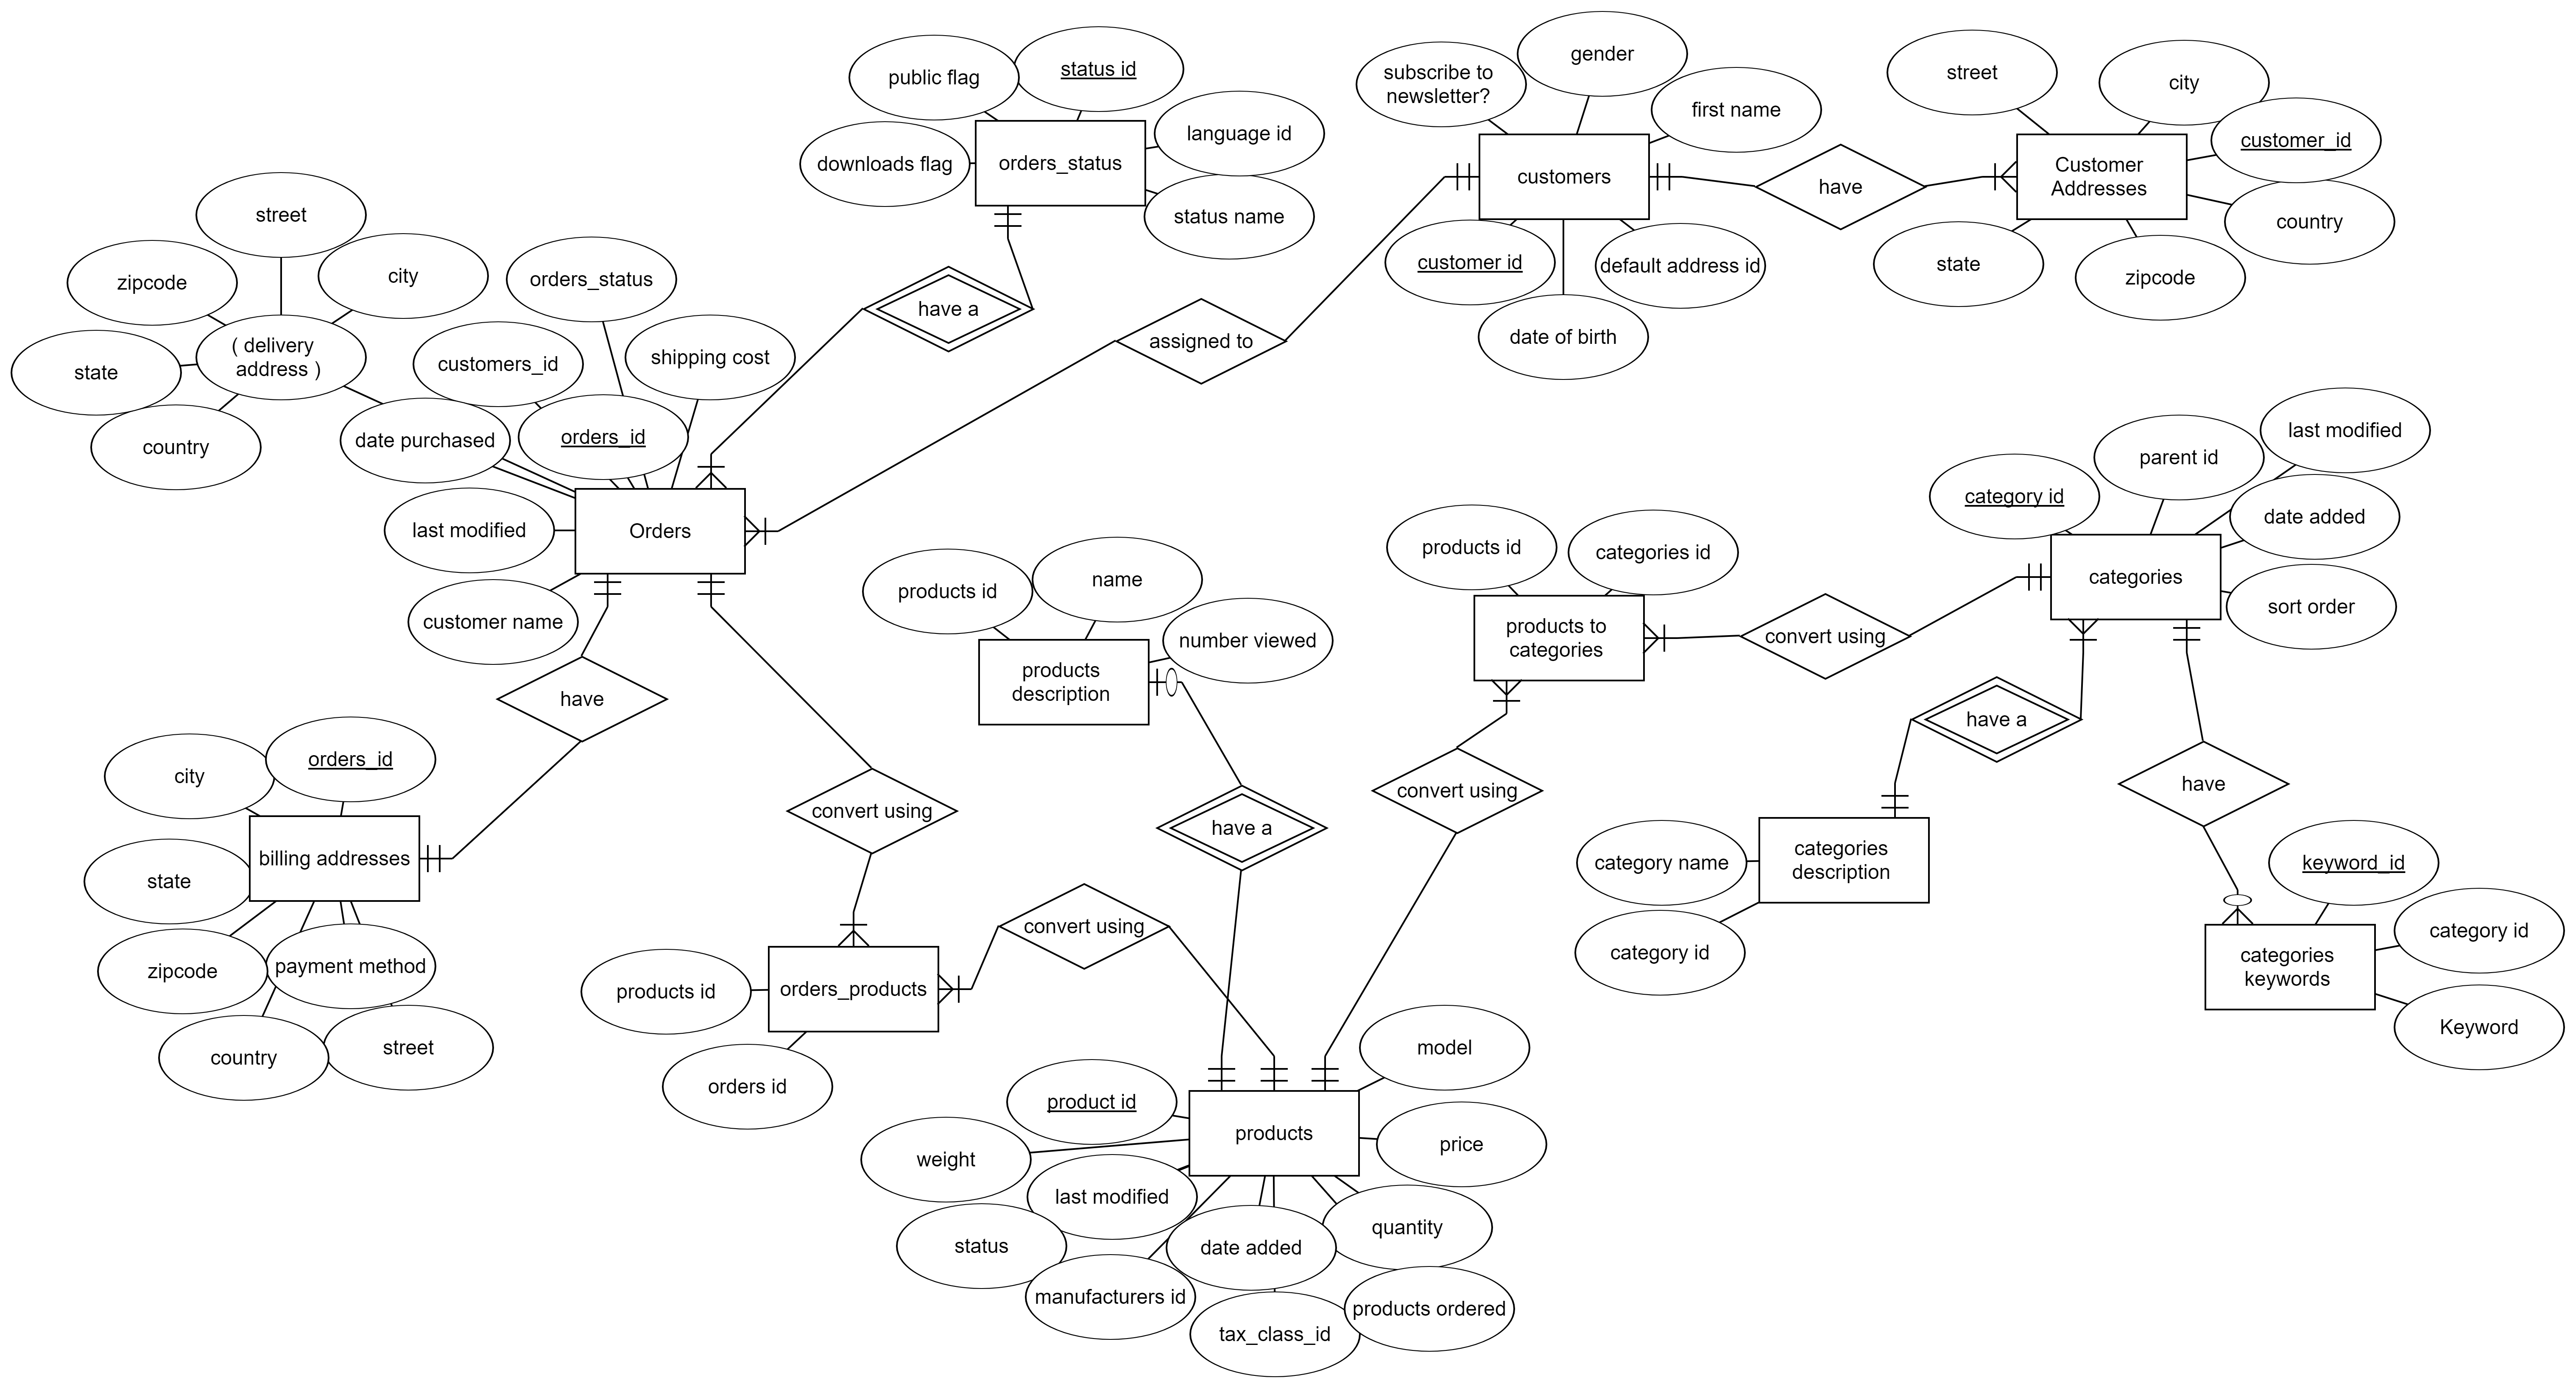 gender
subscribe to
newsletter?
first name
public flag
status id
language id
status name
downloads flag
orders_status
customers
customer id
default address id
date of birth
have
street
city
customer_id
country
Customer
Addresses
state
zipcode
street
zipcode
city
( delivery
address )
state
country
orders_status
customers_id
shipping cost
date purchased
orders_id
last modified
Orders
customer name
have a
assigned to
have
city
orders_id
billing addresses
state
zipcode
payment method
country
street
convert using
products id
name
number viewed
products
description
have a
convert using
products id
orders_products
orders id
products id
categories id
products to
categories
convert using
convert using
category id
parent id
last modified
date added
categories
sort order
have a
have
categories
description
category name
category id
keyword_id
category id
categories
keywords
Keyword
model
product id
products
price
weight
last modified
quantity
status
date added
manufacturers id
products ordered
tax_class_id